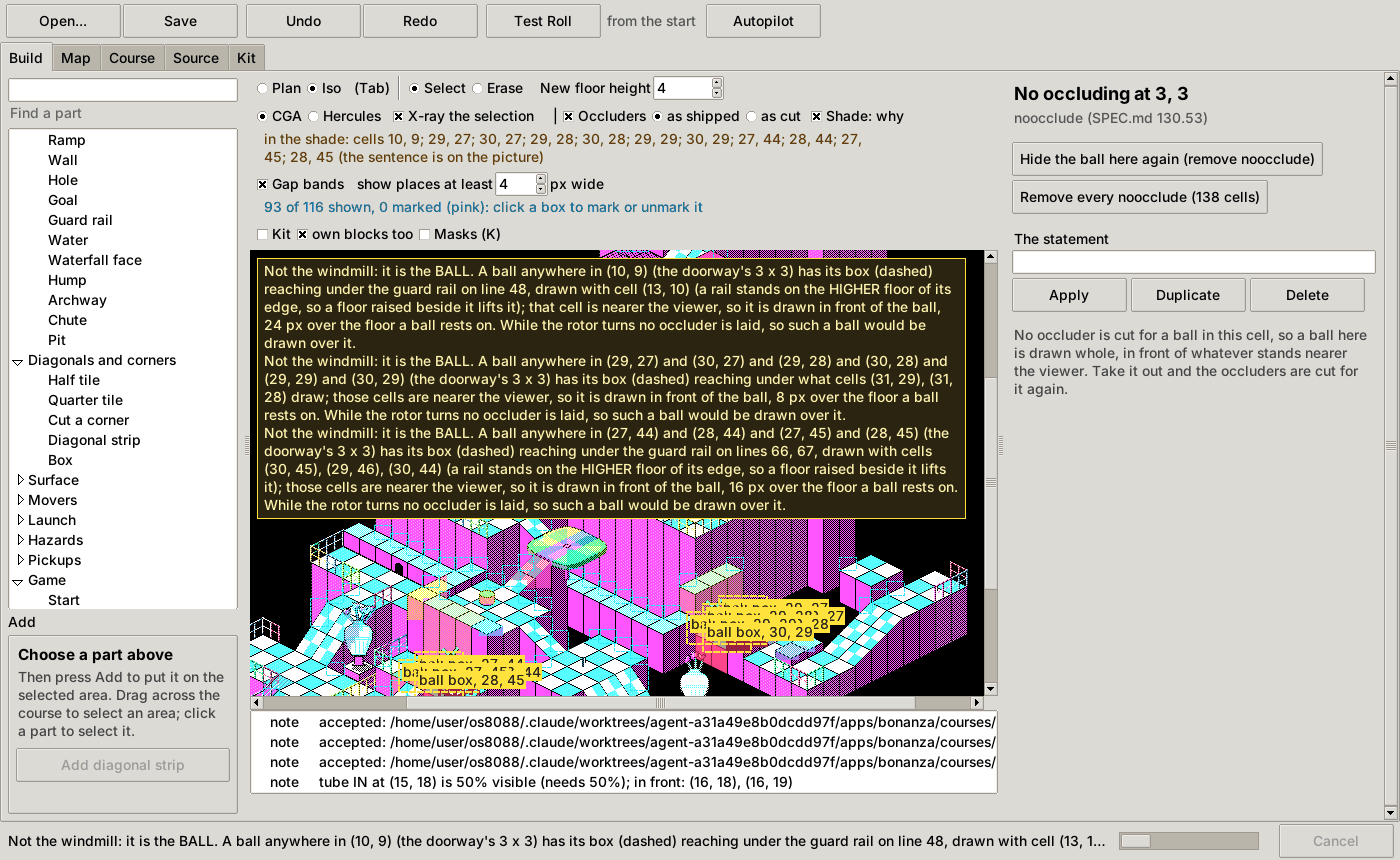 Open... Save Undo Redo Test Roll from the start Autopilot
Build Map Course Source Kit
Find a part
Ramp
Wall
Hole
Goal
Guard rail
Water
Waterfall face
Hump
Archway
Chute
Pit
Diagonals and corners
Half tile
Quarter tile
Cut a corner
Diagonal strip
Box
Surface
Movers
Launch
Hazards
Pickups
Game
Start
Add
Choose a part above
Then press Add to put it on the
selected area. Drag across the
course to select an area; click
a part to select it.
Add diagonal strip
Plan Iso (Tab) Select Erase New floor height 4
CGA Hercules X-ray the selection | Occluders as shipped as cut Shade: why
in the shade: cells 10, 9; 29, 27; 30, 27; 29, 28; 30, 28; 29, 29; 30, 29; 27, 44; 28, 44; 27,
45; 28, 45 (the sentence is on the picture)
Gap bands show places at least 4 px wide
93 of 116 shown, 0 marked (pink): click a box to mark or unmark it
Kit own blocks too Masks (K)
Not the windmill: it is the BALL. A ball anywhere in (10, 9) (the doorway's 3 x 3) has its box (dashed)
reaching under the guard rail on line 48, drawn with cell (13, 10) (a rail stands on the HIGHER floor of its
edge, so a floor raised beside it lifts it); that cell is nearer the viewer, so it is drawn in front of the ball,
24 px over the floor a ball rests on. While the rotor turns no occluder is laid, so such a ball would be
drawn over it.
Not the windmill: it is the BALL. A ball anywhere in (29, 27) and (30, 27) and (29, 28) and (30, 28) and
(29, 29) and (30, 29) (the doorway's 3 x 3) has its box (dashed) reaching under what cells (31, 29), (31,
28) draw; those cells are nearer the viewer, so it is drawn in front of the ball, 8 px over the floor a ball
rests on. While the rotor turns no occluder is laid, so such a ball would be drawn over it.
Not the windmill: it is the BALL. A ball anywhere in (27, 44) and (28, 44) and (27, 45) and (28, 45) (the
doorway's 3 x 3) has its box (dashed) reaching under the guard rail on lines 66, 67, drawn with cells
(30, 45), (29, 46), (30, 44) (a rail stands on the HIGHER floor of its edge, so a floor raised beside it lifts
it); those cells are nearer the viewer, so it is drawn in front of the ball, 16 px over the floor a ball rests on.
While the rotor turns no occluder is laid, so such a ball would be drawn over it.
ball box, 30, 29
ball box, 28, 45
note accepted: /home/user/os8088/.claude/worktrees/agent-a31a49e8b0dcdd97f/apps/bonanza/courses/
note accepted: /home/user/os8088/.claude/worktrees/agent-a31a49e8b0dcdd97f/apps/bonanza/courses/
note accepted: /home/user/os8088/.claude/worktrees/agent-a31a49e8b0dcdd97f/apps/bonanza/courses/
note tube IN at (15, 18) is 50% visible (needs 50%); in front: (16, 18), (16, 19)
No occluding at 3, 3
noocclude (SPEC.md 130.53)
Hide the ball here again (remove noocclude)
Remove every noocclude (138 cells)
The statement
Apply Duplicate Delete
No occluder is cut for a ball in this cell, so a ball here
is drawn whole, in front of whatever stands nearer
the viewer. Take it out and the occluders are cut for
it again.
Not the windmill: it is the BALL. A ball anywhere in (10, 9) (the doorway's 3 x 3) has its box (dashed) reaching under the guard rail on line 48, drawn with cell (13, 1...
Cancel